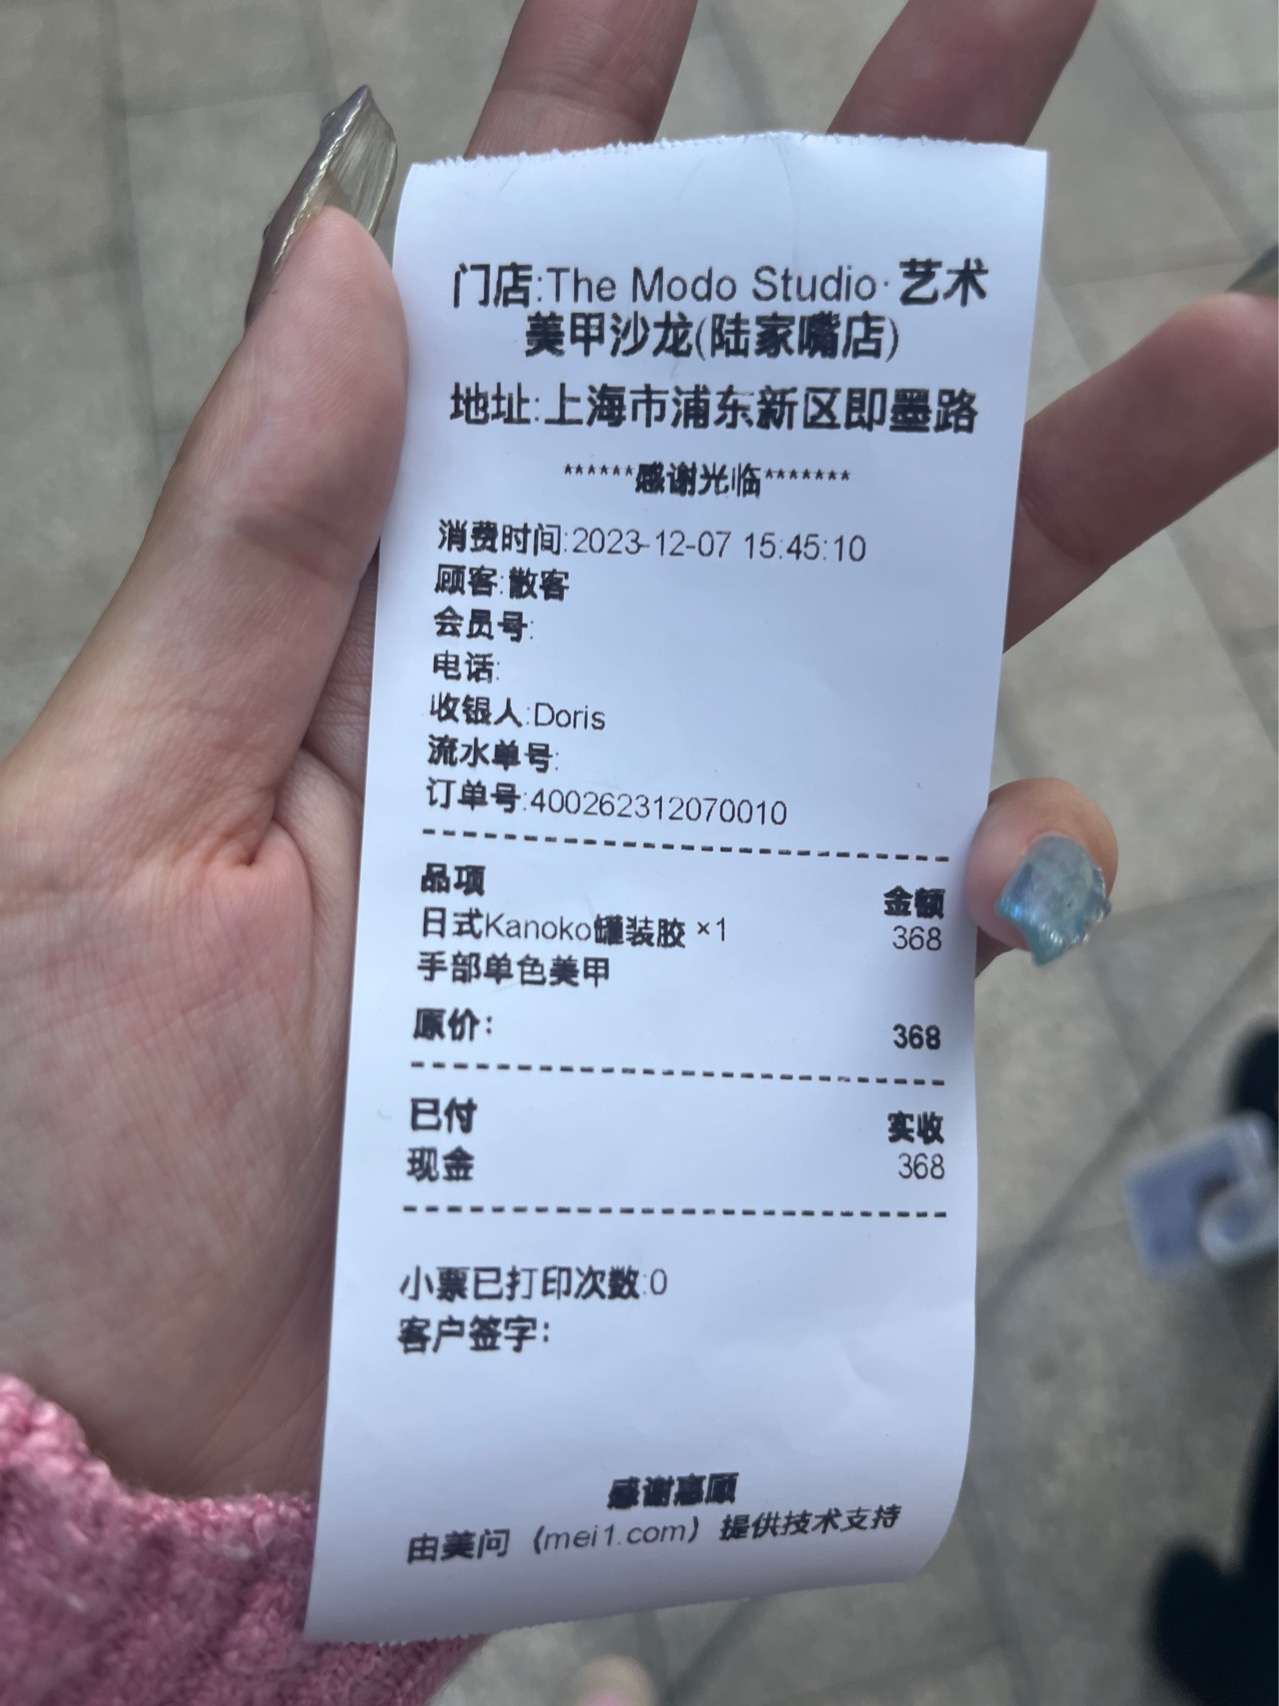 门店:The Modo Studio·艺术
美甲沙龙(陆家嘴店)
地址:上海市浦东新区即墨路
******感谢光临*******
消费时间:2023-12-07 15:45:10
顾客:散客
会员号:
电话:
收银人:Doris
流水单号:
订单号:400262312070010
品项 金额
日式Kanoko罐装胶 ×1 368
手部单色美甲
原价: 368
已付 实收
现金 368
小票已打印次数:0
客户签字:
感谢惠顾
由美问（mei1.com）提供技术支持